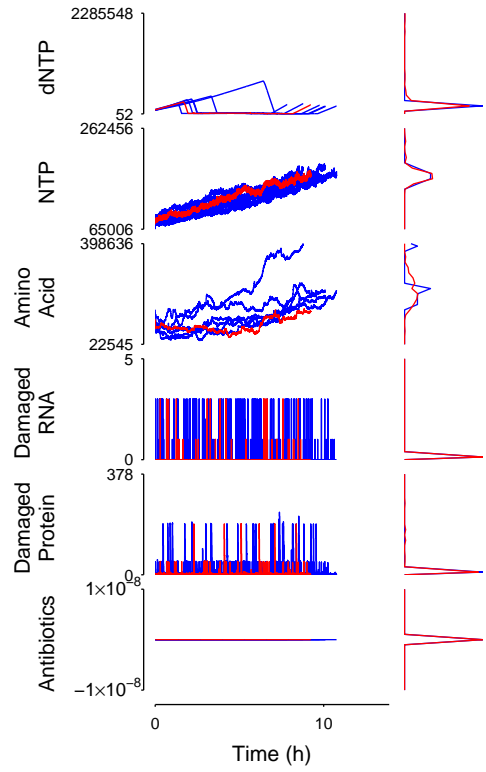 2285548
dNTP
52
262456
NTP
65006
398636
Amino
Acid
22545
5
Damaged
RNA
0
378
Damaged
Protein
0
1×10⁻⁸
Antibiotics
−1×10⁻⁸
0 10
Time (h)